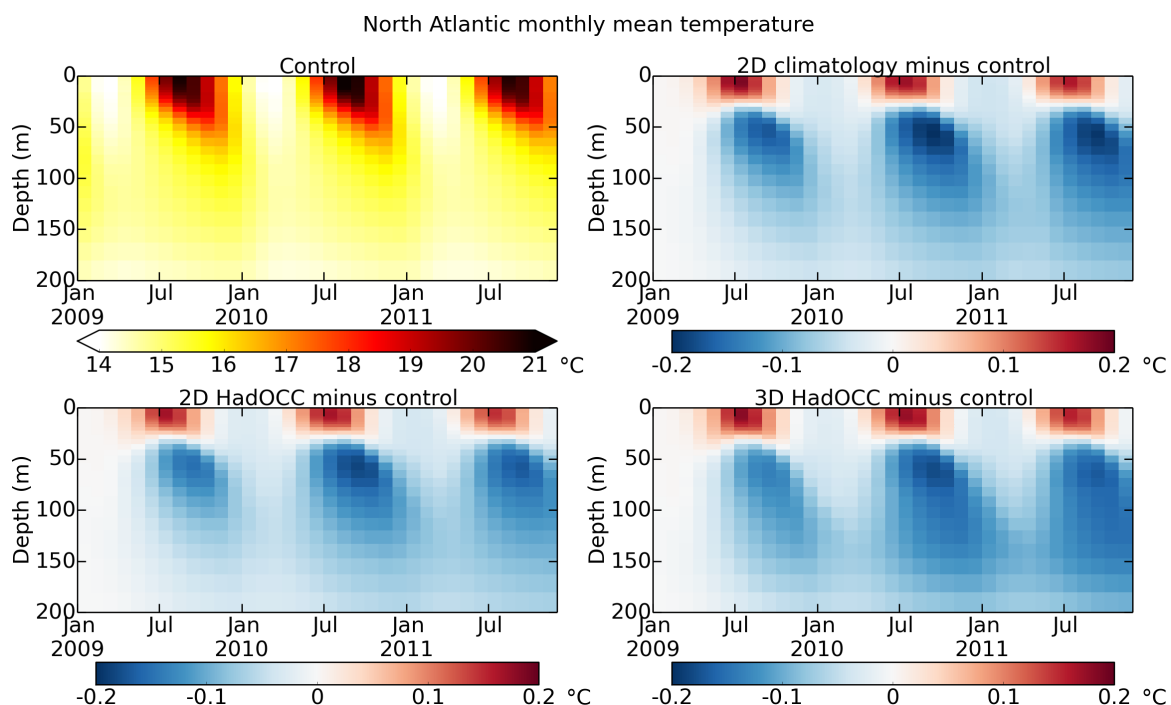 North Atlantic monthly mean temperature
Control
0
50
100
150
200
Depth (m)
Jan Jul Jan Jul Jan Jul
2009 2010 2011
14 15 16 17 18 19 20 21 °C
2D climatology minus control
0
50
100
150
200
Depth (m)
Jan Jul Jan Jul Jan Jul
2009 2010 2011
-0.2 -0.1 0 0.1 0.2 °C
2D HadOCC minus control
0
50
100
150
200
Depth (m)
Jan Jul Jan Jul Jan Jul
2009 2010 2011
-0.2 -0.1 0 0.1 0.2 °C
3D HadOCC minus control
0
50
100
150
200
Depth (m)
Jan Jul Jan Jul Jan Jul
2009 2010 2011
-0.2 -0.1 0 0.1 0.2 °C